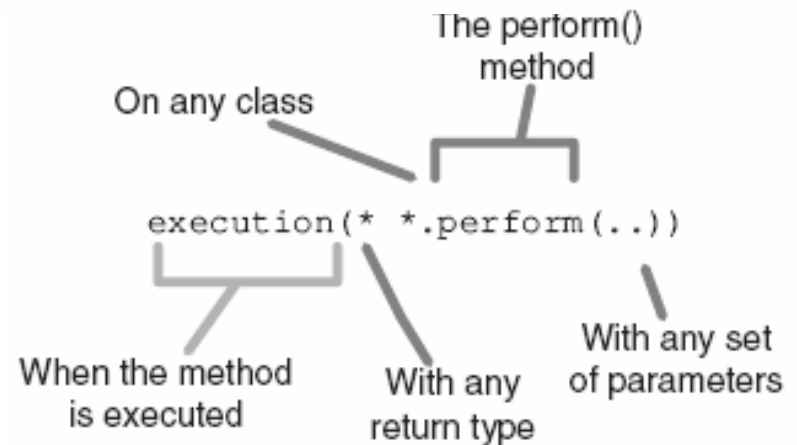 The perform()
method
On any class
execution(* *.perform(..))
When the method
is executed
With any
return type
With any set
of parameters